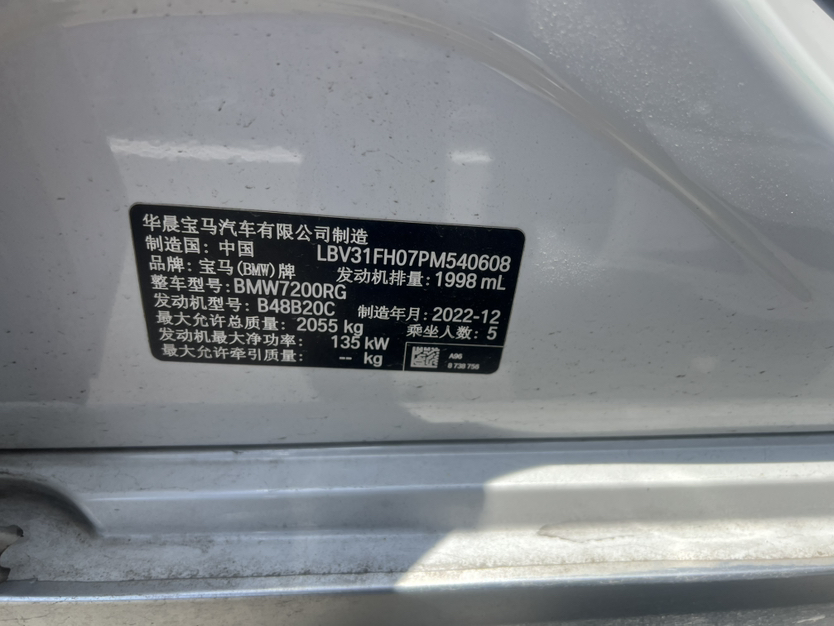 华晨宝马汽车有限公司制造
制造国: 中国 LBV31FH07PM540608
品牌: 宝马(BMW)牌 发动机排量: 1998 mL
整车型号: BMW7200RG
发动机型号: B48B20C 制造年月: 2022-12
最大允许总质量: 2055 kg 乘坐人数: 5
发动机最大净功率: 135 kW
最大允许牵引质量: -- kg
A96
9 738 758